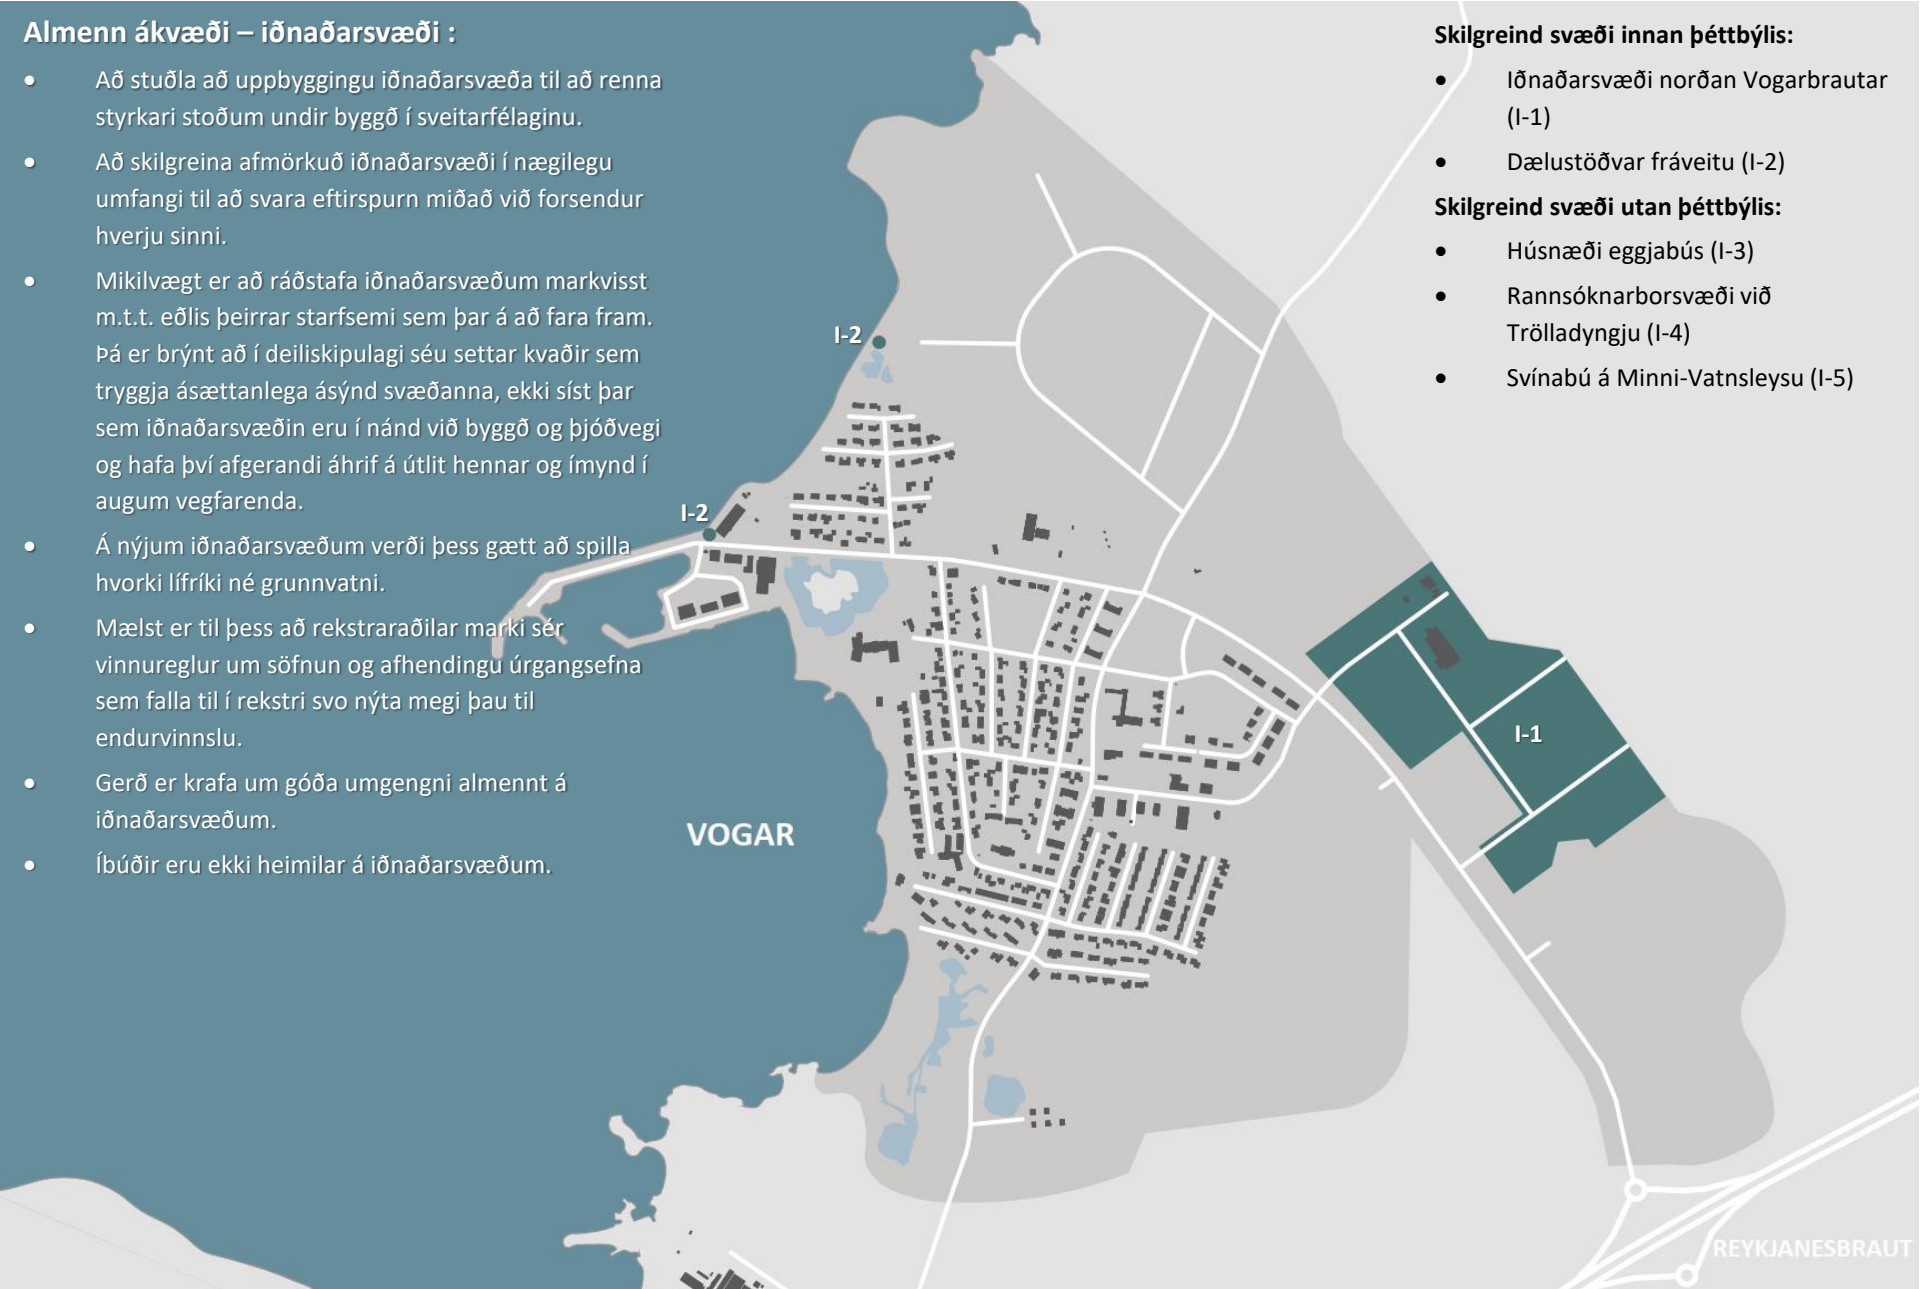 Almenn ákvæði – iðnaðarsvæði :
• Að stuðla að uppbyggingu iðnaðarsvæða til að renna
styrkari stoðum undir byggð í sveitarfélaginu.
• Að skilgreina afmörkuð iðnaðarsvæði í nægilegu
umfangi til að svara eftirspurn miðað við forsendur
hverju sinni.
• Mikilvægt er að ráðstafa iðnaðarsvæðum markvisst
m.t.t. eðlis þeirrar starfsemi sem þar á að fara fram.
Þá er brýnt að í deiliskipulagi séu settar kvaðir sem
tryggja ásættanlega ásýnd svæðanna, ekki síst þar
sem iðnaðarsvæðin eru í nánd við byggð og þjóðvegi
og hafa því afgerandi áhrif á útlit hennar og ímynd í
augum vegfarenda.
• Á nýjum iðnaðarsvæðum verði þess gætt að spilla
hvorki lífríki né grunnvatni.
• Mælst er til þess að rekstraraðilar marki sér
vinnureglur um söfnun og afhendingu úrgangsefna
sem falla til í rekstri svo nýta megi þau til
endurvinnslu.
• Gerð er krafa um góða umgengni almennt á
iðnaðarsvæðum.
• Íbúðir eru ekki heimilar á iðnaðarsvæðum.
Skilgreind svæði innan þéttbýlis:
• Iðnaðarsvæði norðan Vogarbrautar
(I-1)
• Dælustöðvar fráveitu (I-2)
Skilgreind svæði utan þéttbýlis:
• Húsnæði eggjabús (I-3)
• Rannsóknarborsvæði við
Trölladyngju (I-4)
• Svínabú á Minni-Vatnsleysu (I-5)
I-2
I-2
I-1
VOGAR
REYKJANESBRAUT